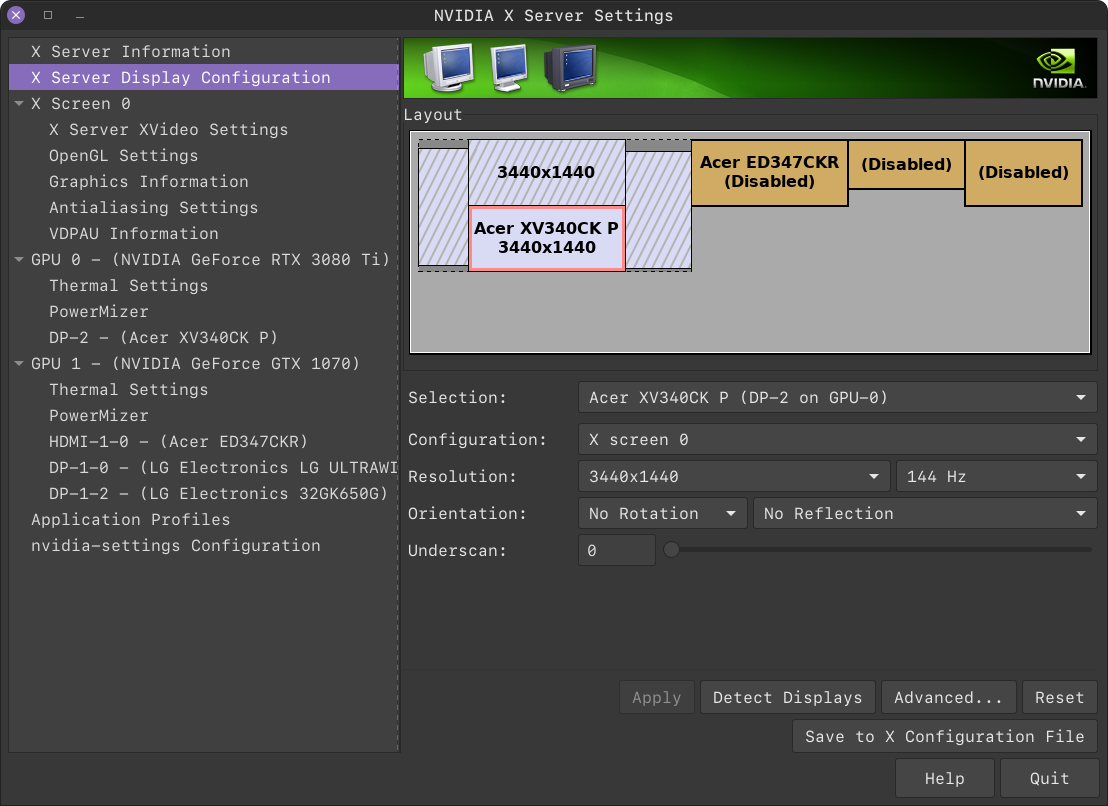 NVIDIA X Server Settings
X Server Information
X Server Display Configuration
X Screen 0
X Server XVideo Settings
OpenGL Settings
Graphics Information
Antialiasing Settings
VDPAU Information
GPU 0 - (NVIDIA GeForce RTX 3080 Ti)
Thermal Settings
PowerMizer
DP-2 - (Acer XV340CK P)
GPU 1 - (NVIDIA GeForce GTX 1070)
Thermal Settings
PowerMizer
HDMI-1-0 - (Acer ED347CKR)
DP-1-0 - (LG Electronics LG ULTRAWI
DP-1-2 - (LG Electronics 32GK650G)
Application Profiles
nvidia-settings Configuration
NVIDIA.
Layout
3440x1440
Acer XV340CK P
3440x1440
Acer ED347CKR
(Disabled)
(Disabled)
(Disabled)
Selection: Acer XV340CK P (DP-2 on GPU-0)
Configuration: X screen 0
Resolution: 3440x1440 144 Hz
Orientation: No Rotation No Reflection
Underscan: 0
Apply Detect Displays Advanced... Reset
Save to X Configuration File
Help Quit